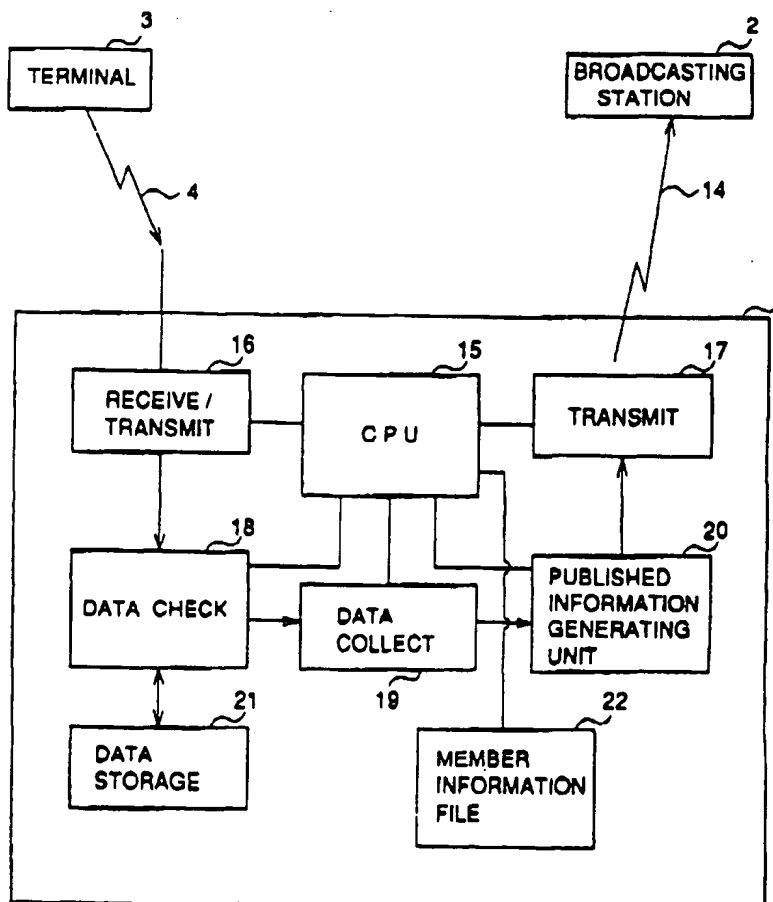 3
TERMINAL
2
BROADCASTING
STATION
4
14
16
RECEIVE /
TRANSMIT
15
CPU
17
TRANSMIT
18
DATA CHECK
DATA
COLLECT
19
20
PUBLISHED
INFORMATION
GENERATING
UNIT
21
DATA
STORAGE
22
MEMBER
INFORMATION
FILE